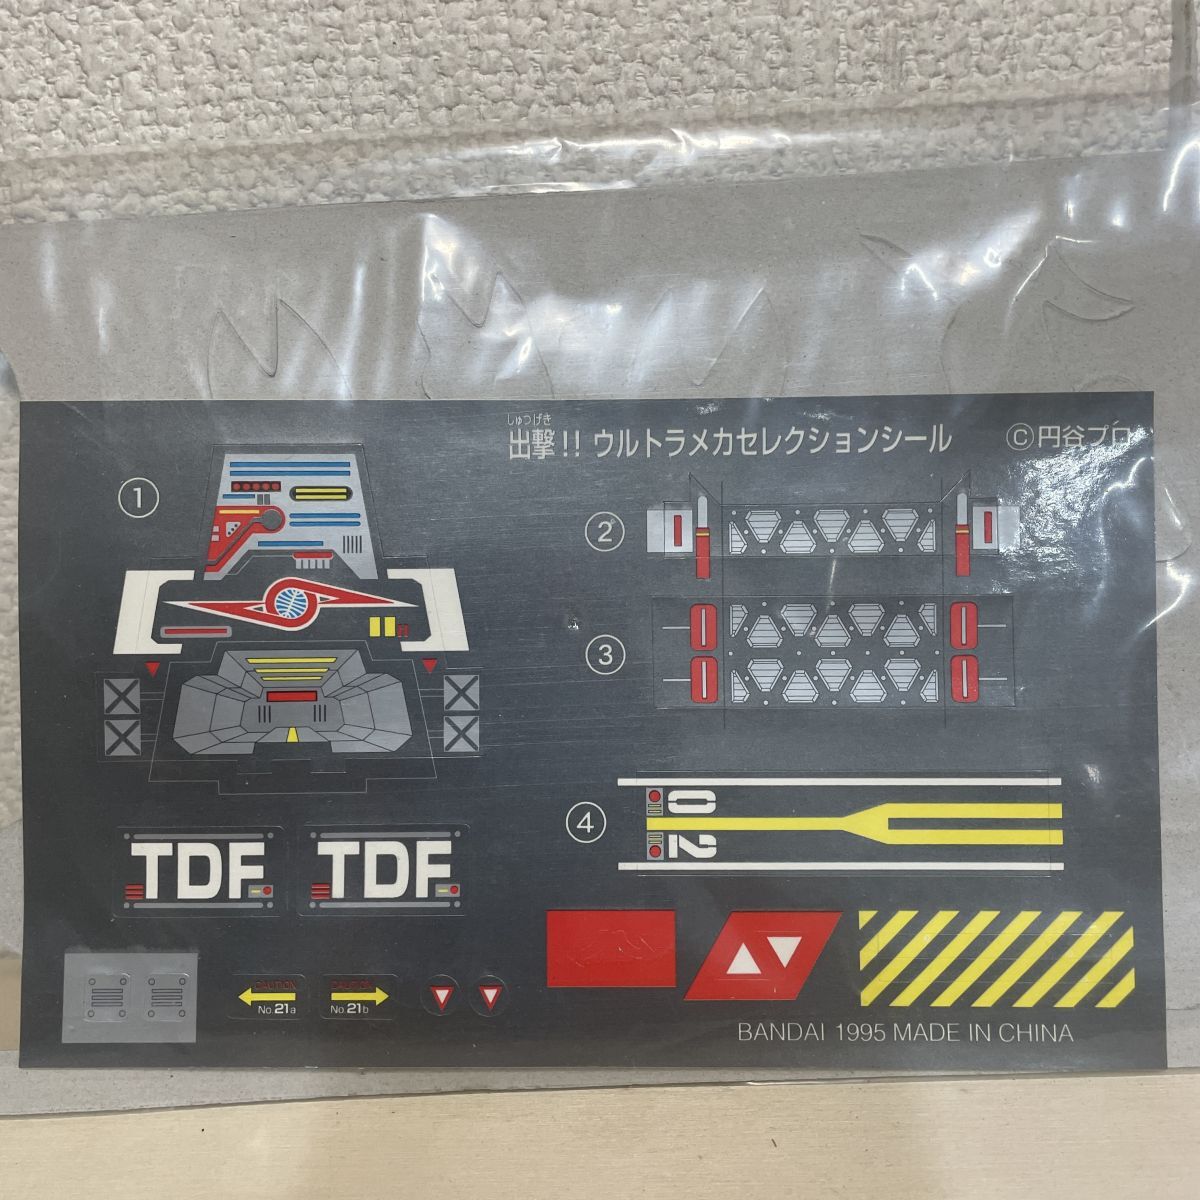 しゅつげき
出撃!! ウルトラメカセレクションシール
©円谷プロ
1
2
3
02
4
TDF
TDF
CAUTION
No.21a
CAUTION
No.21b
BANDAI 1995 MADE IN CHINA